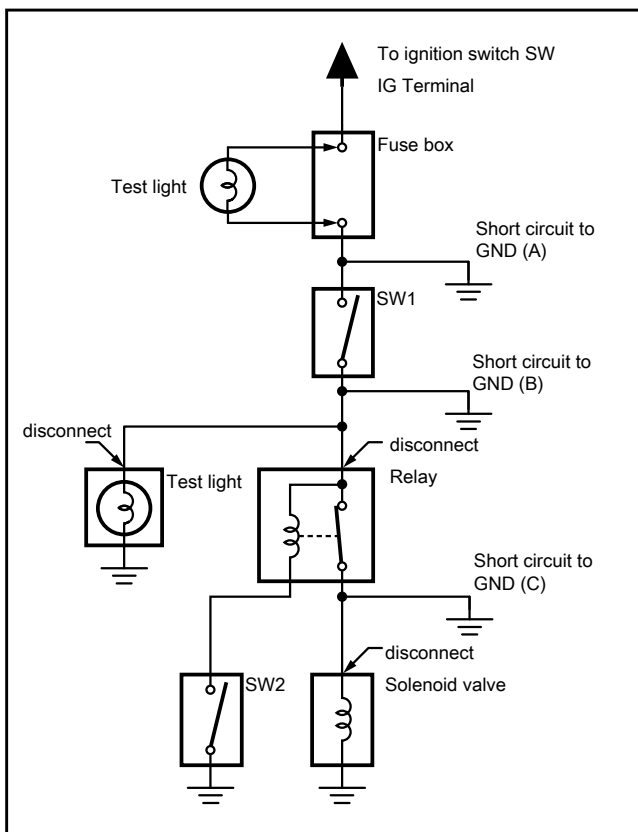 To ignition switch SW
IG Terminal
Fuse box
Test light
Short circuit to
GND (A)
SW1
Short circuit to
GND (B)
disconnect
disconnect
Test light
Relay
Short circuit to
GND (C)
disconnect
SW2
Solenoid valve